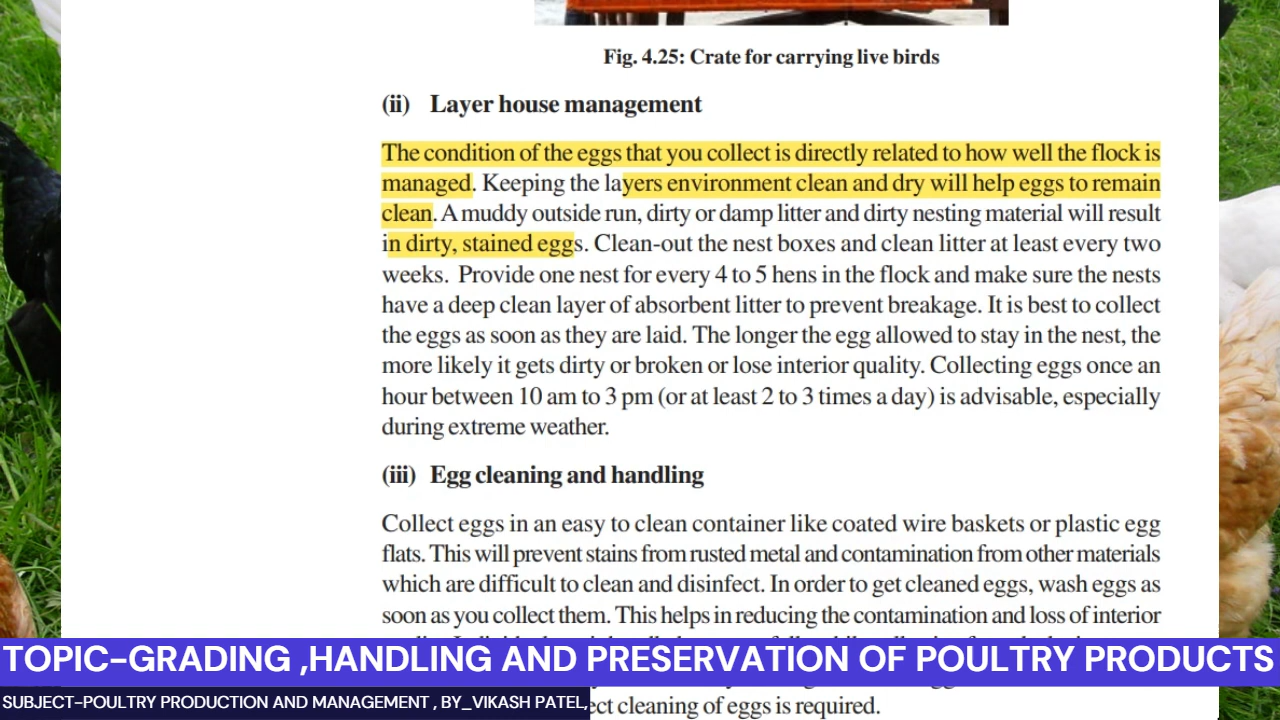 Fig. 4.25: Crate for carrying live birds
(ii) Layer house management
The condition of the eggs that you collect is directly related to how well the flock is
managed. Keeping the layers environment clean and dry will help eggs to remain
clean. A muddy outside run, dirty or damp litter and dirty nesting material will result
in dirty, stained eggs. Clean-out the nest boxes and clean litter at least every two
weeks. Provide one nest for every 4 to 5 hens in the flock and make sure the nests
have a deep clean layer of absorbent litter to prevent breakage. It is best to collect
the eggs as soon as they are laid. The longer the egg allowed to stay in the nest, the
more likely it gets dirty or broken or lose interior quality. Collecting eggs once an
hour between 10 am to 3 pm (or at least 2 to 3 times a day) is advisable, especially
during extreme weather.
(iii) Egg cleaning and handling
Collect eggs in an easy to clean container like coated wire baskets or plastic egg
flats. This will prevent stains from rusted metal and contamination from other materials
which are difficult to clean and disinfect. In order to get cleaned eggs, wash eggs as
soon as you collect them. This helps in reducing the contamination and loss of interior
TOPIC-GRADING ,HANDLING AND PRESERVATION OF POULTRY PRODUCTS
SUBJECT-POULTRY PRODUCTION AND MANAGEMENT , BY_VIKASH PATEL,
cleaning of eggs is required.